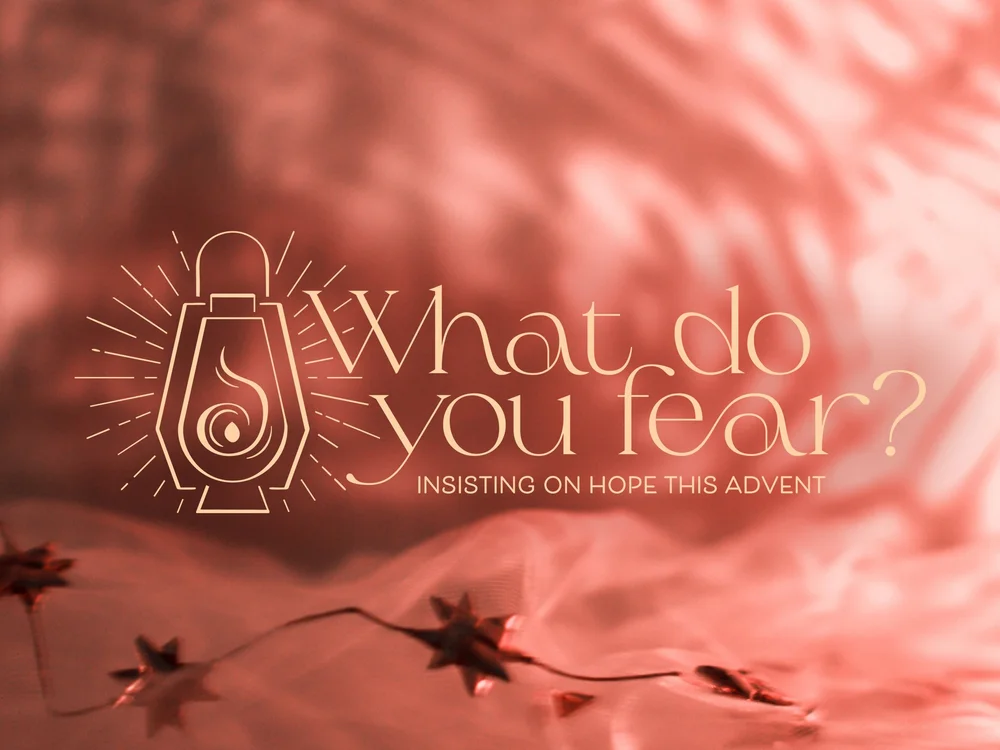 What do
you fear?
INSISTING ON HOPE THIS ADVENT